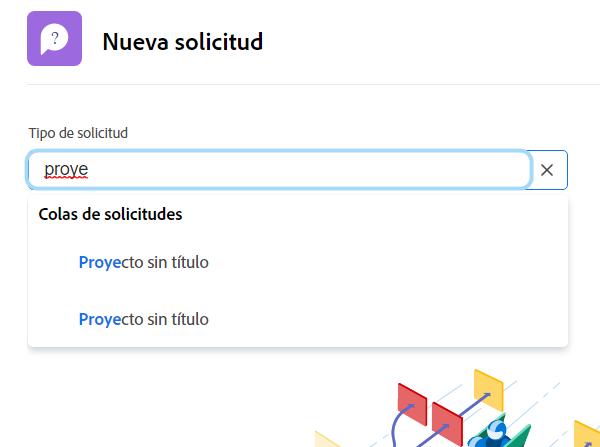 ?
Nueva solicitud
Tipo de solicitud
proye
Colas de solicitudes
Proyecto sin título
Proyecto sin título